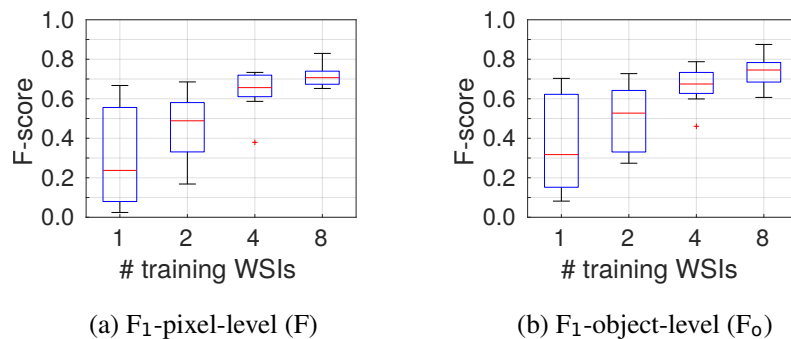 1.0
0.8
0.6
0.4
0.2
0.0
F-score
1 2 4 8
# training WSIs
(a) F₁-pixel-level (F)
1.0
0.8
0.6
0.4
0.2
0.0
F-score
1 2 4 8
# training WSIs
(b) F₁-object-level (Fₒ)